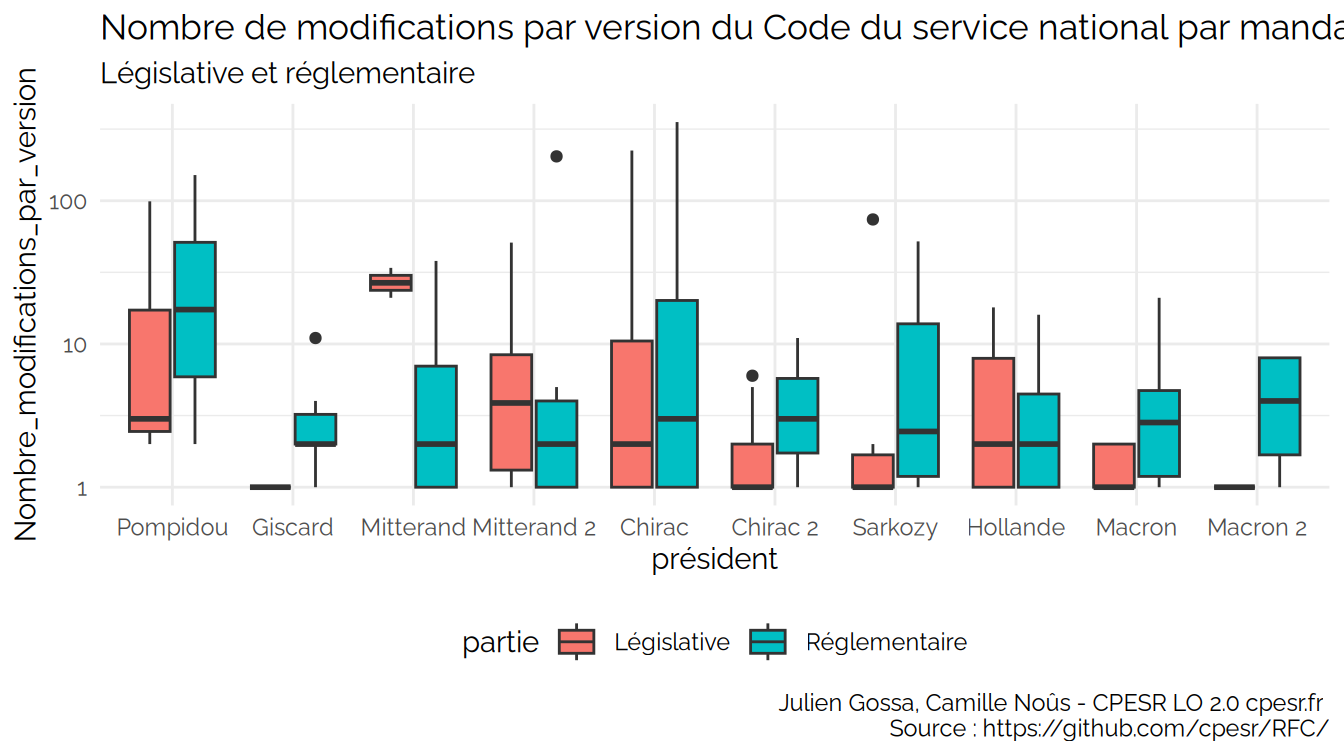 Nombre de modifications par version du Code du service national par manda
Législative et réglementaire
Nombre_modifications_par_version
100
10
1
Pompidou Giscard Mitterand Mitterand 2 Chirac Chirac 2 Sarkozy Hollande Macron Macron 2
président
partie Législative Réglementaire
Julien Gossa, Camille Noûs - CPESR LO 2.0 cpesr.fr
Source : https://github.com/cpesr/RFC/